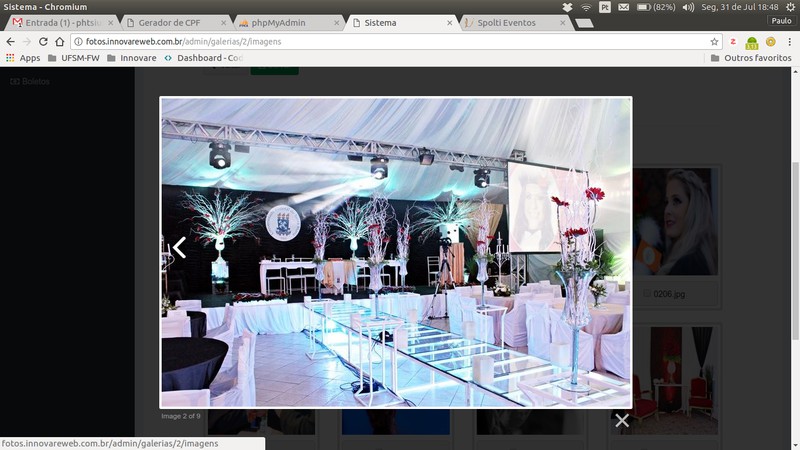 Sistema - Chromium
Pt
(82%)
Seg, 31 de Jul 18:48
Entrada (1) - phtsiu
Gerador de CPF
phpMyAdmin
Sistema
Spolti Eventos
Paulo
fotos.innovareweb.com.br/admin/galerias/2/imagens
Apps
UFSM-FW
Innovare
Dashboard - Cod
Outros favoritos
Boletos
0206.jpg
Image 2 of 9
fotos.innovareweb.com.br/admin/galerias/2/imagens